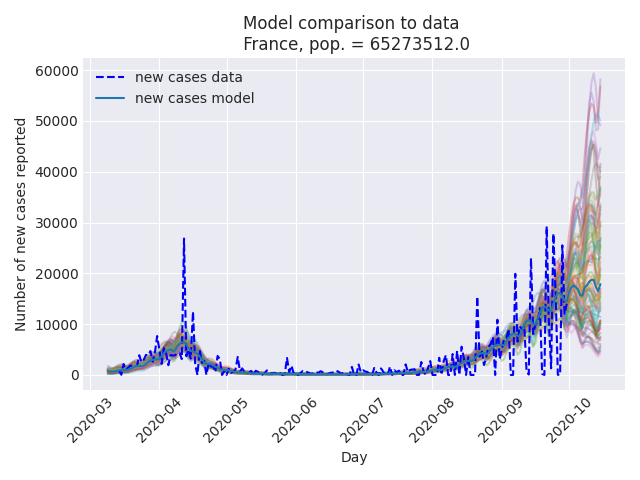 Model comparison to data
France, pop. = 65273512.0
new cases data
new cases model
Number of new cases reported
60000
50000
40000
30000
20000
10000
0
2020-03
2020-04
2020-05
2020-06
2020-07
2020-08
2020-09
2020-10
Day